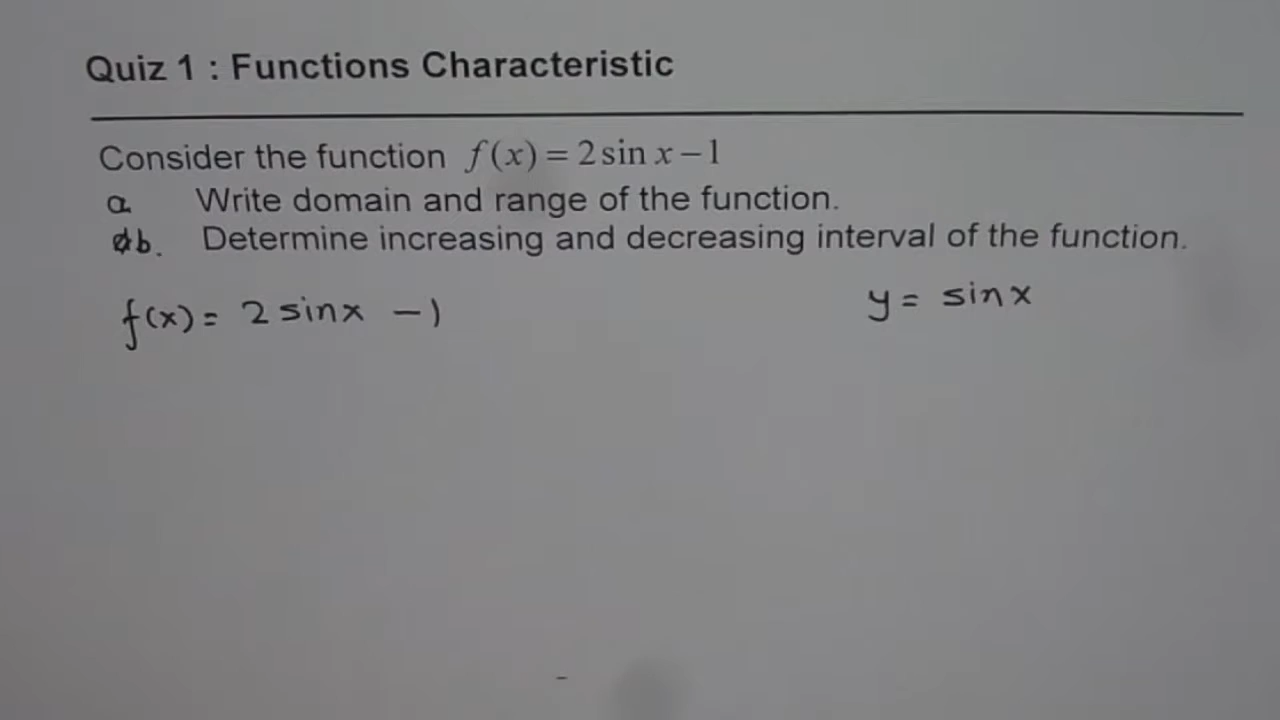 Quiz 1 : Functions Characteristic
Consider the function f(x) = 2 sin x − 1
a Write domain and range of the function.
b. Determine increasing and decreasing interval of the function.
f(x) = 2 sinx − 1
y = sinx